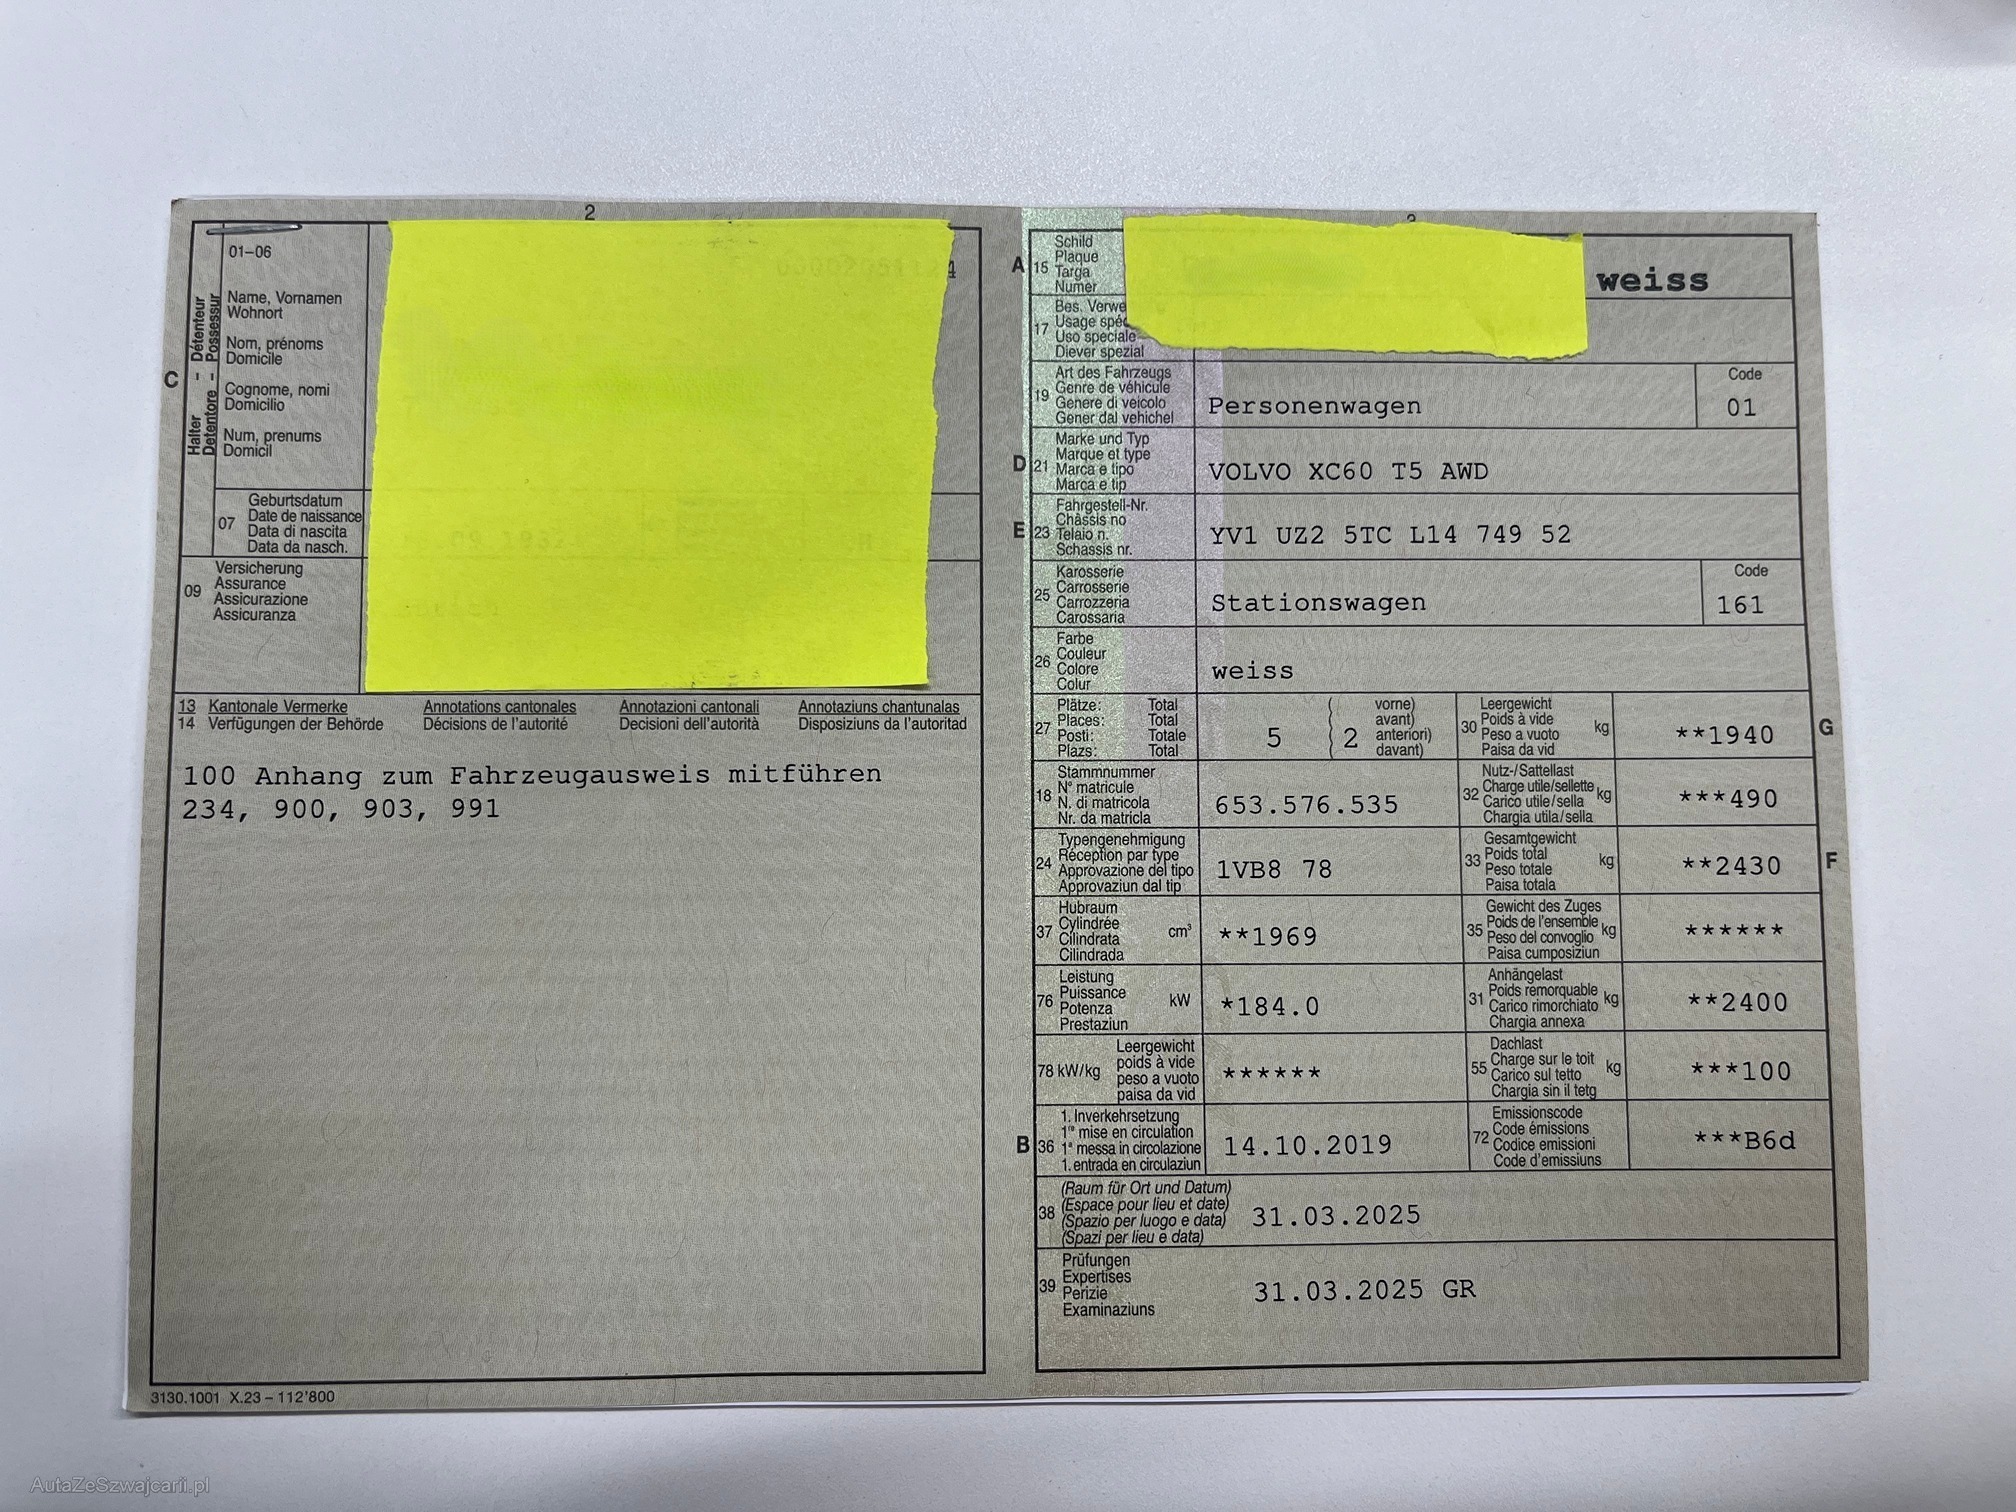 2
01–06
Name, Vornamen
Wohnort
Nom, prénoms
Domicile
Cognome, nomi
Domicilio
Num, prenums
Domicil
C
Halter – Détenteur
Detentore – Possessur
07
Geburtsdatum
Date de naissance
Data di nascita
Data da nasch.
09
Versicherung
Assurance
Assicurazione
Assicuranza
13 Kantonale Vermerke Annotations cantonales Annotazioni cantonali Annotaziuns chantunalas
14 Verfügungen der Behörde Décisions de l'autorité Decisioni dell'autorità Disposiziuns da l'autoritad
100 Anhang zum Fahrzeugausweis mitführen
234, 900, 903, 991
3130.1001 X.23 – 112'800
A 15
Schild
Plaque
Targa
Numer
weiss
17
Bes. Verwe
Usage spéc
Uso speciale
Diever spezial
19
Art des Fahrzeugs
Genre de véhicule
Genere di veicolo
Gener dal vehichel
Personenwagen
Code
01
D 21
Marke und Typ
Marque et type
Marca e tipo
Marca e tip
VOLVO XC60 T5 AWD
E 23
Fahrgestell-Nr.
Châssis no
Telaio n.
Schassis nr.
YV1 UZ2 5TC L14 749 52
25
Karosserie
Carrosserie
Carrozzeria
Carossaria
Stationswagen
Code
161
26
Farbe
Couleur
Colore
Colur
weiss
27
Plätze: Total
Places: Total
Posti: Totale
Plazs: Total
5
2
vorne)
avant)
anteriori)
davant)
30
Leergewicht
Poids à vide
Peso a vuoto
Paisa da vid
kg
**1940
G
18
Stammnummer
N° matricule
N. di matricola
Nr. da matricla
653.576.535
32
Nutz-/Sattellast
Charge utile/sellette
Carico utile/sella
Chargia utila/sella
kg
***490
24
Typengenehmigung
Réception par type
Approvazione del tipo
Approvaziun dal tip
1VB8 78
33
Gesamtgewicht
Poids total
Peso totale
Paisa totala
kg
**2430
F
37
Hubraum
Cylindrée
Cilindrata
Cilindrada
cm³
**1969
35
Gewicht des Zuges
Poids de l'ensemble
Peso del convoglio
Paisa cumposiziun
kg
******
76
Leistung
Puissance
Potenza
Prestaziun
kW
*184.0
31
Anhängelast
Poids remorquable
Carico rimorchiato
Chargia annexa
kg
**2400
78 kW/kg
Leergewicht
poids à vide
peso a vuoto
paisa da vid
******
55
Dachlast
Charge sur le toit
Carico sul tetto
Chargia sin il tetg
kg
***100
B 36
1. Inverkehrsetzung
1re mise en circulation
1a messa in circolazione
1. entrada en circulaziun
14.10.2019
72
Emissionscode
Code émissions
Codice emissioni
Code d'emissiuns
***B6d
38
(Raum für Ort und Datum)
(Espace pour lieu et date)
(Spazio per luogo e data)
(Spazi per lieu e data)
31.03.2025
39
Prüfungen
Expertises
Perizie
Examinaziuns
31.03.2025 GR
AutaZeSzwajcarii.pl